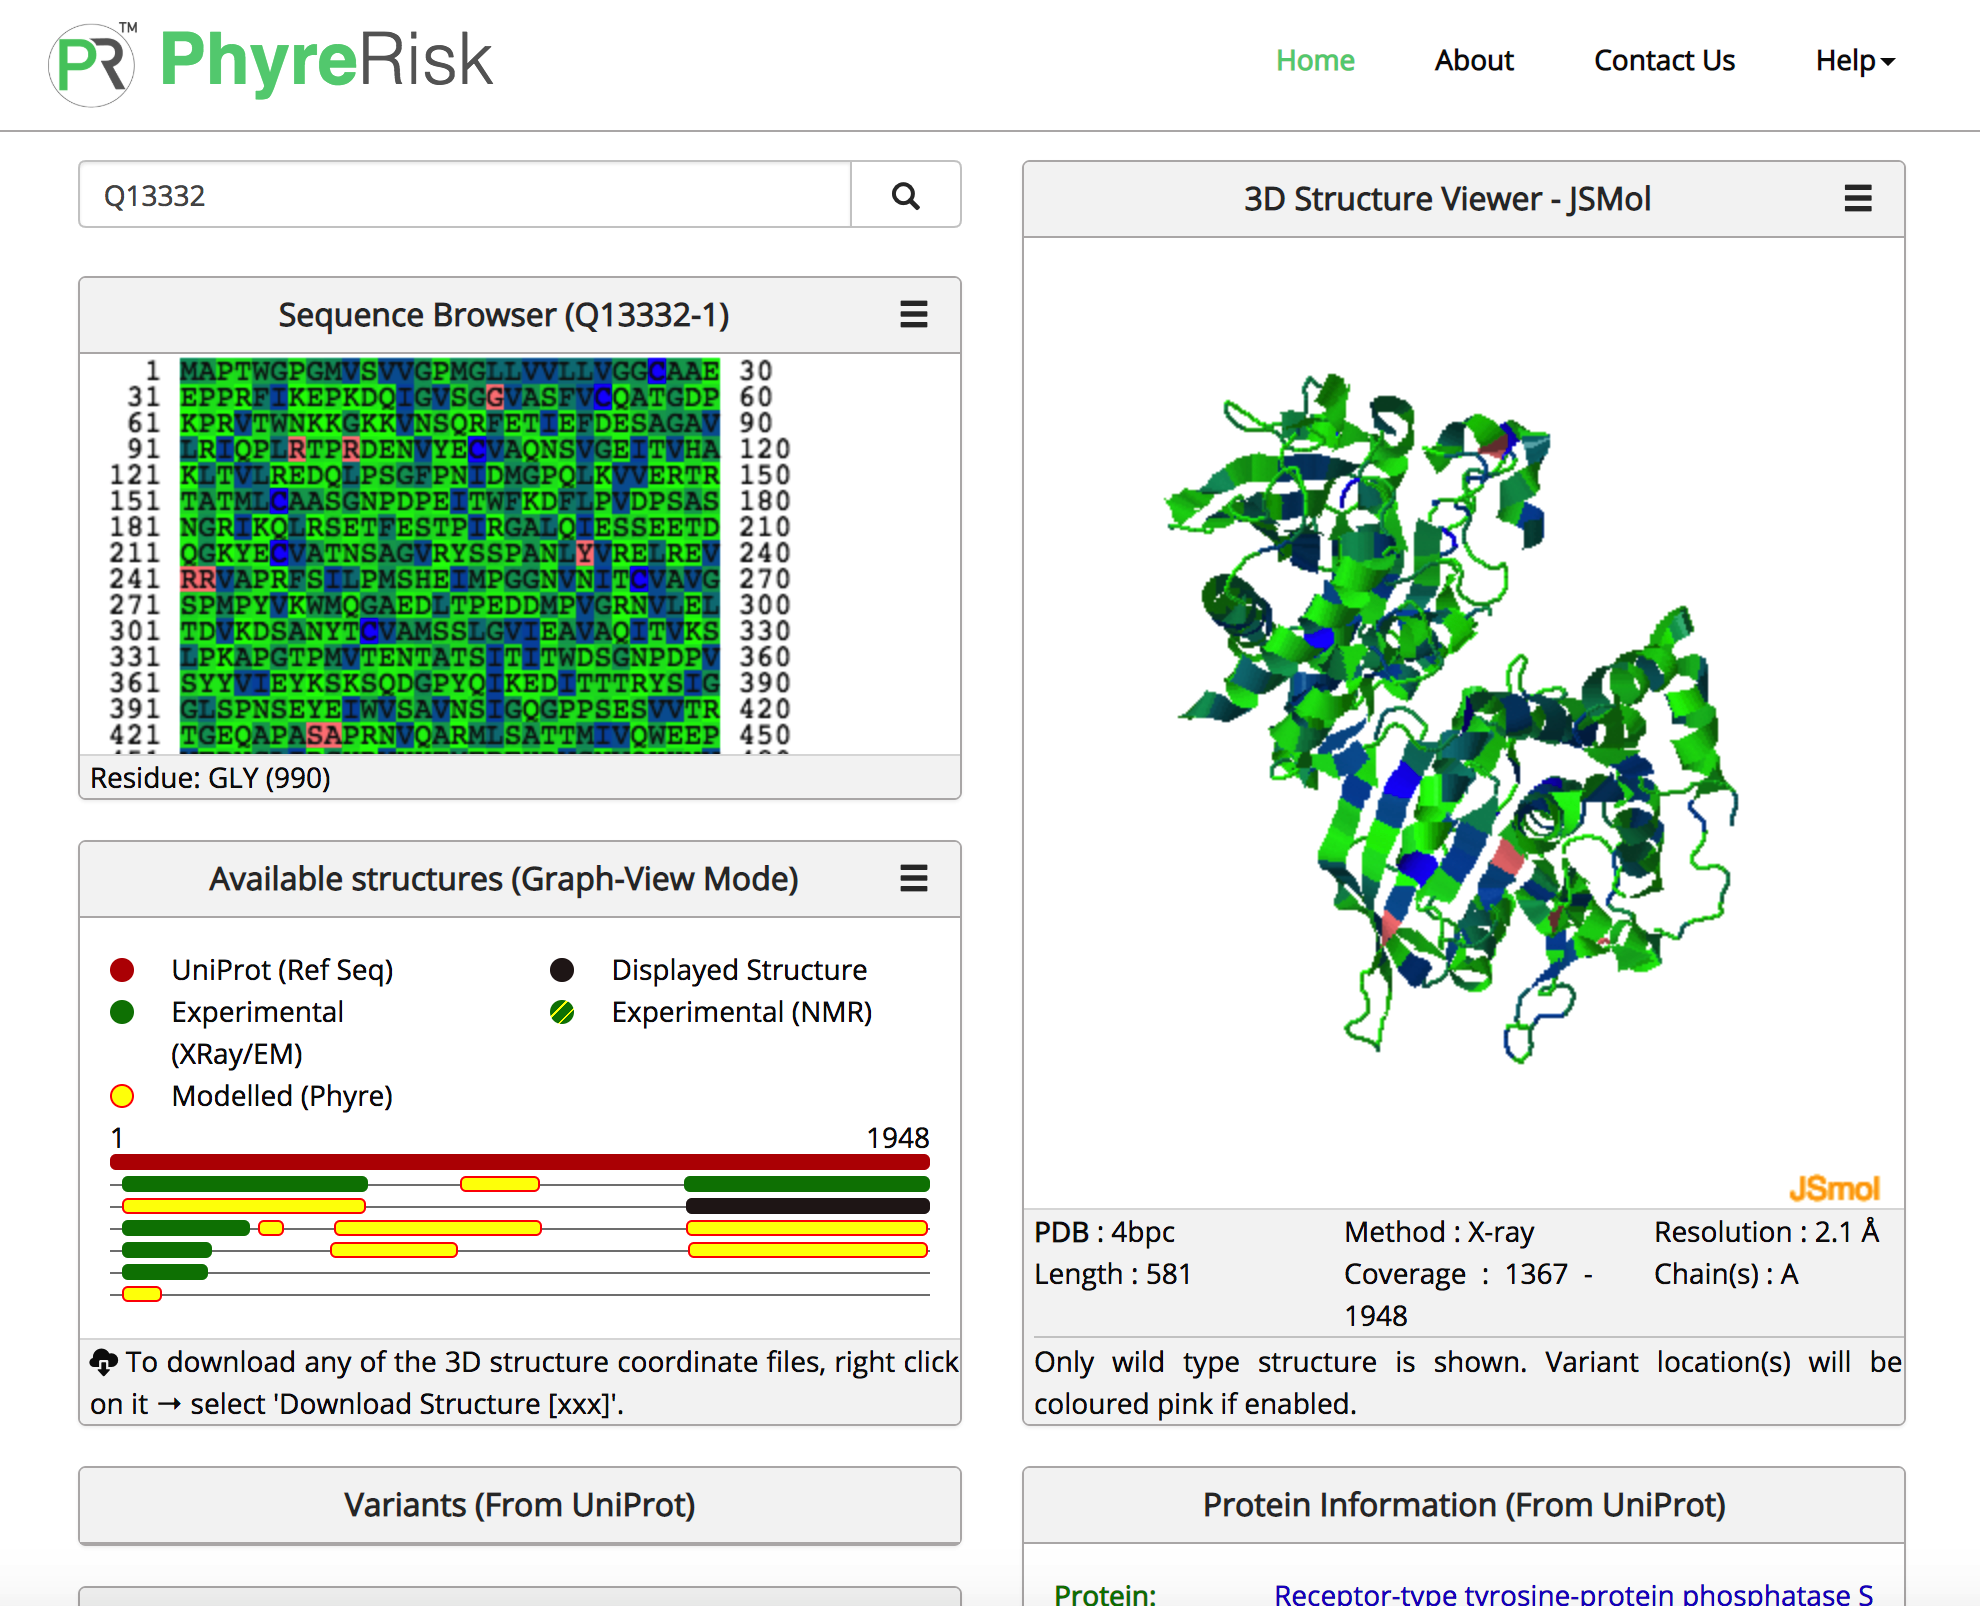 PR™ PhyreRisk
Home About Contact Us Help
Q13332
Sequence Browser (Q13332-1)
1 MAPTWGPGMVSVVGPMGLLVVLLVGGCAAE 30
31 EPPRFIKEPKDQIGVSGGVASFVCQATGDP 60
61 KPRVTWNKKGKKVNSQRFETIEFDESAGAV 90
91 LRIQPLRTPRDENVYECVAQNSVGEITVHA 120
121 KLTVLREDQLPSGFPNIDMGPQLKVVERTR 150
151 TATMLCAASGNPDPEITWFKDFLPVDPSAS 180
181 NGRIKQLRSETFESTPIRGALQIESSEETD 210
211 QGKYECVATNSAGVRYSSPANLYVRELREV 240
241 RRVAPRFSILPMSHEIMPGGNVNITCVAVG 270
271 SPMPYVKWMQGAEDLTPEDDMPVGRNVLEL 300
301 TDVKDSANYTCVAMSSLGVIEAVAQITVKS 330
331 LPKAPGTPMVTENTATSITITWDSGNPDPV 360
361 SYYVIEYKSKSQDGPYQIKEDITTTRYSIG 390
391 GLSPNSEYEIWVSAVNSIGQGPPSESVVTR 420
421 TGEQAPASAPRNVQARMLSATTMIVQWEEP 450
Residue: GLY (990)
Available structures (Graph-View Mode)
UniProt (Ref Seq) Displayed Structure
Experimental Experimental (NMR)
(XRay/EM)
Modelled (Phyre)
1 1948
To download any of the 3D structure coordinate files, right click
on it → select 'Download Structure [xxx]'.
Variants (From UniProt)
3D Structure Viewer - JSMol
JSmol
PDB : 4bpc Method : X-ray Resolution : 2.1 Å
Length : 581 Coverage : 1367 - Chain(s) : A
1948
Only wild type structure is shown. Variant location(s) will be
coloured pink if enabled.
Protein Information (From UniProt)
Protein: Receptor-type tyrosine-protein phosphatase S